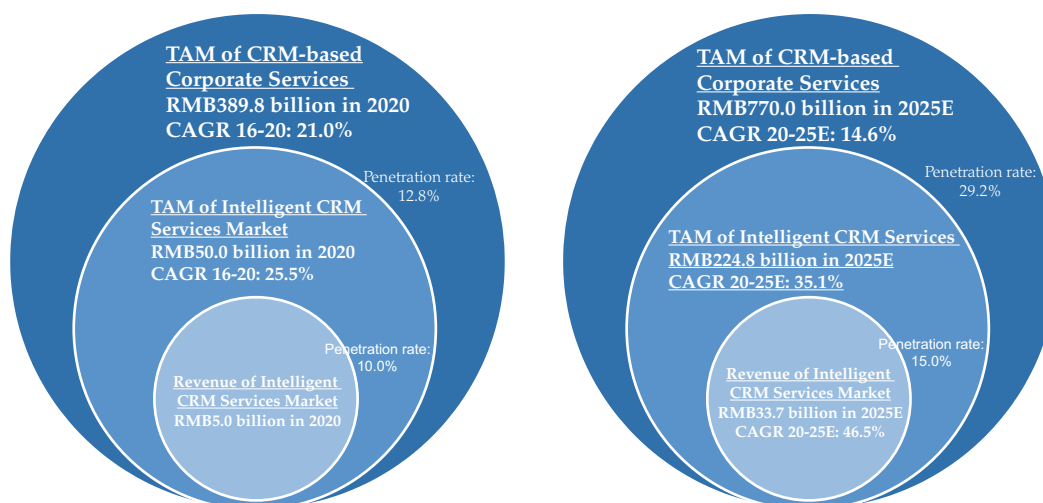 TAM of CRM-based
Corporate Services
RMB389.8 billion in 2020
CAGR 16-20: 21.0%
Penetration rate:
12.8%
TAM of Intelligent CRM
Services Market
RMB50.0 billion in 2020
CAGR 16-20: 25.5%
Penetration rate:
10.0%
Revenue of Intelligent
CRM Services Market
RMB5.0 billion in 2020
TAM of CRM-based
Corporate Services
RMB770.0 billion in 2025E
CAGR 20-25E: 14.6%
Penetration rate:
29.2%
TAM of Intelligent CRM Services
RMB224.8 billion in 2025E
CAGR 20-25E: 35.1%
Penetration rate:
15.0%
Revenue of Intelligent
CRM Services Market
RMB33.7 billion in 2025E
CAGR 20-25E: 46.5%